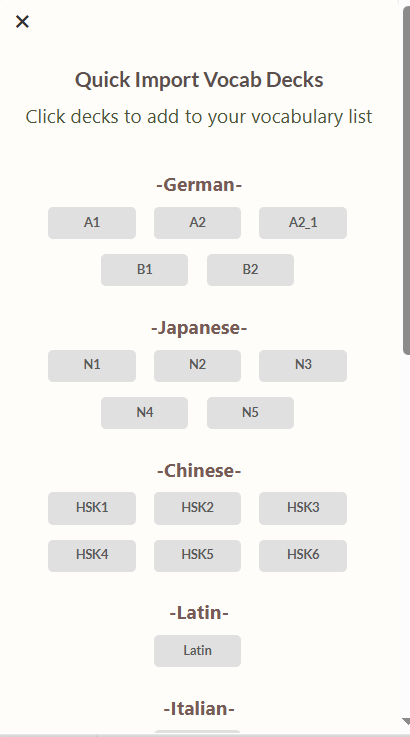 ✕
Quick Import Vocab Decks
Click decks to add to your vocabulary list
-German-
A1 A2 A2_1
B1 B2
-Japanese-
N1 N2 N3
N4 N5
-Chinese-
HSK1 HSK2 HSK3
HSK4 HSK5 HSK6
-Latin-
Latin
-Italian-